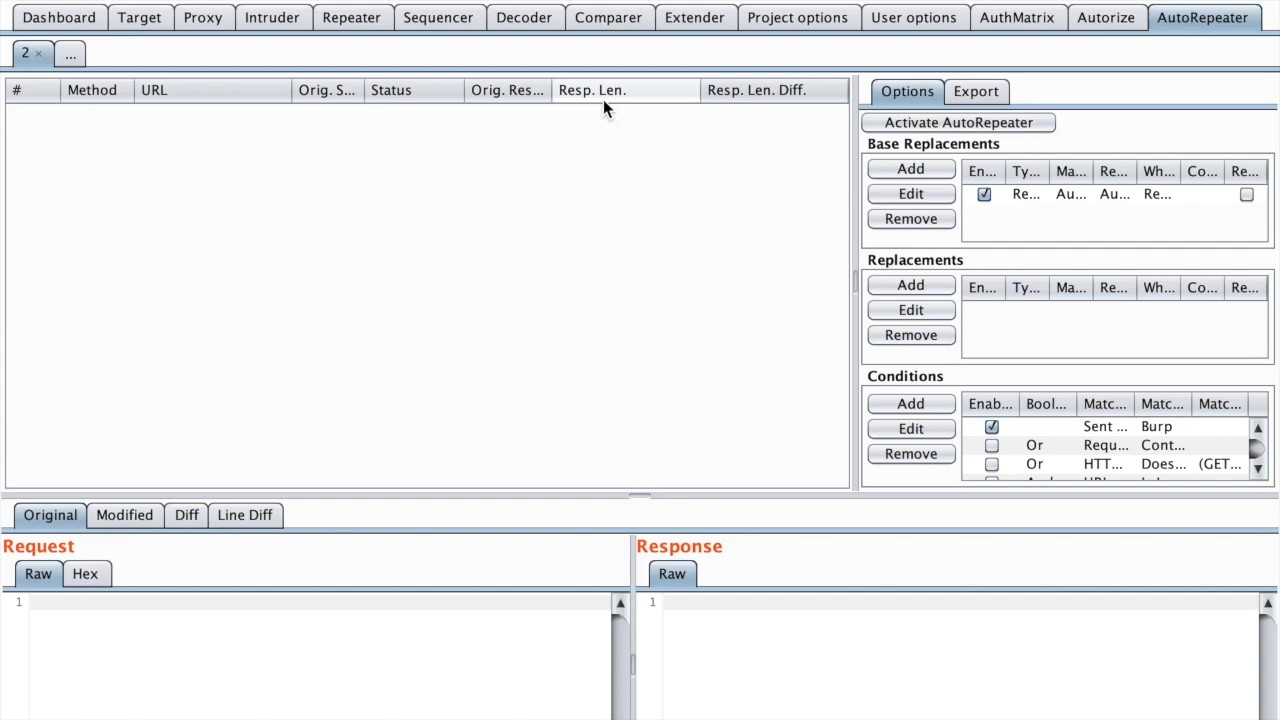 Dashboard Target Proxy Intruder Repeater Sequencer Decoder Comparer Extender Project options User options AuthMatrix Autorize AutoRepeater
2 × ...
# Method URL Orig. S... Status Orig. Res... Resp. Len. Resp. Len. Diff.
Options Export
Activate AutoRepeater
Base Replacements
Add
Edit
Remove
En... Ty... Ma... Re... Wh... Co... Re...
Re... Au... Au... Re...
Replacements
Add
Edit
Remove
En... Ty... Ma... Re... Wh... Co... Re...
Conditions
Add
Edit
Remove
Enab... Bool... Matc... Matc... Matc...
Sent ... Burp
Or Requ... Cont...
Or HTT... Does... (GET...
Original Modified Diff Line Diff
Request
Raw Hex
1
Response
Raw
1